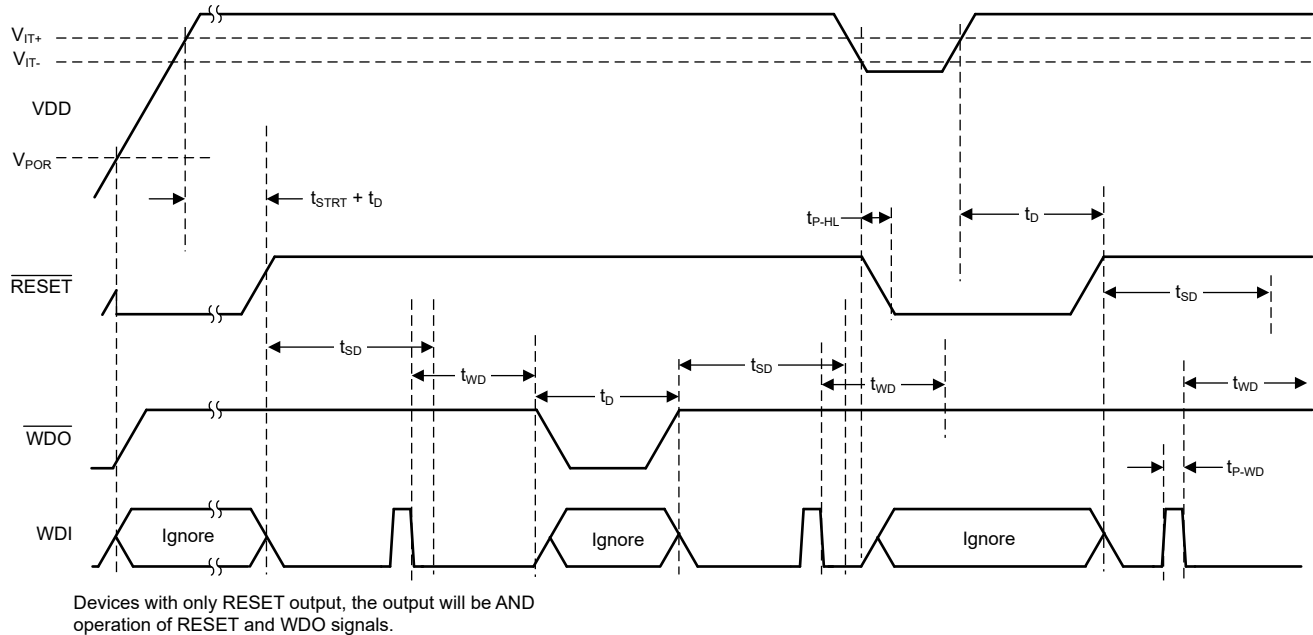 VIT+
VIT-
VDD
VPOR
tSTRT + tD
tP-HL
tD
RESET
tSD
tSD
tSD
tWD
tWD
tWD
tD
WDO
tP-WD
WDI
Ignore
Ignore
Ignore
Devices with only RESET output, the output will be AND
operation of RESET and WDO signals.